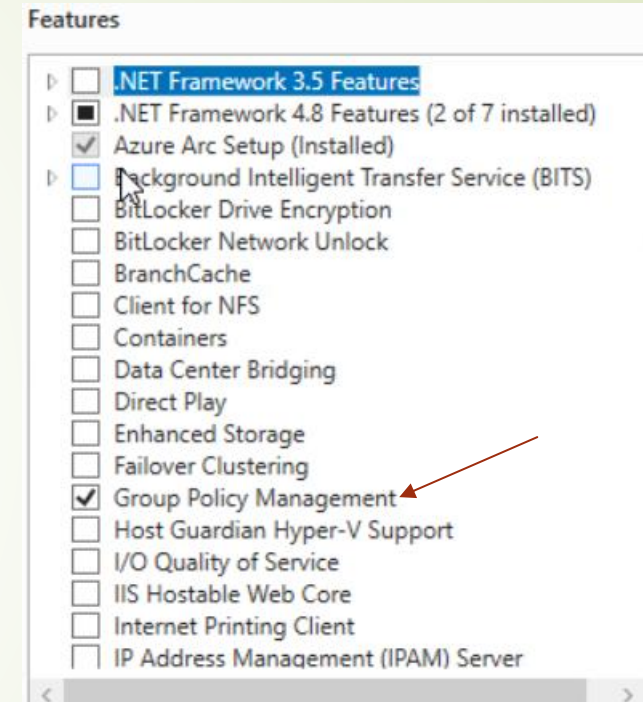 Features
.NET Framework 3.5 Features
.NET Framework 4.8 Features (2 of 7 installed)
Azure Arc Setup (Installed)
Background Intelligent Transfer Service (BITS)
BitLocker Drive Encryption
BitLocker Network Unlock
BranchCache
Client for NFS
Containers
Data Center Bridging
Direct Play
Enhanced Storage
Failover Clustering
Group Policy Management
Host Guardian Hyper-V Support
I/O Quality of Service
IIS Hostable Web Core
Internet Printing Client
IP Address Management (IPAM) Server